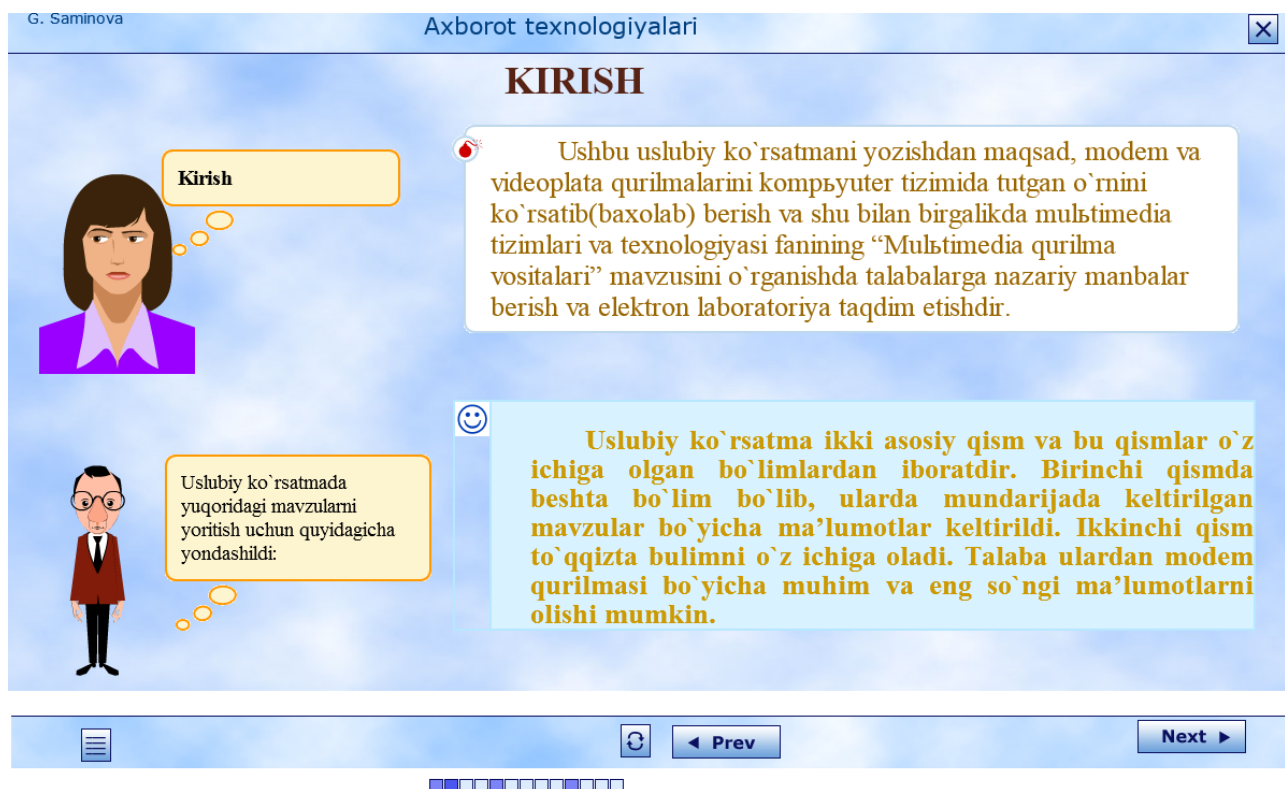 G. Saminova
Axborot texnologiyalari
KIRISH
Kirish
Ushbu uslubiy ko`rsatmani yozishdan maqsad, modem va
videoplata qurilmalarini kompьyuter tizimida tutgan o`rnini
ko`rsatib(baxolab) berish va shu bilan birgalikda mulьtimedia
tizimlari va texnologiyasi fanining “Mulьtimedia qurilma
vositalari” mavzusini o`rganishda talabalarga nazariy manbalar
berish va elektron laboratoriya taqdim etishdir.
Uslubiy ko`rsatmada
yuqoridagi mavzularni
yoritish uchun quyidagicha
yondashildi:
Uslubiy ko`rsatma ikki asosiy qism va bu qismlar o`z
ichiga olgan bo`limlardan iboratdir. Birinchi qismda
beshta bo`lim bo`lib, ularda mundarijada keltirilgan
mavzular bo`yicha ma’lumotlar keltirildi. Ikkinchi qism
to`qqizta bulimni o`z ichiga oladi. Talaba ulardan modem
qurilmasi bo`yicha muhim va eng so`ngi ma’lumotlarni
olishi mumkin.
Prev
Next